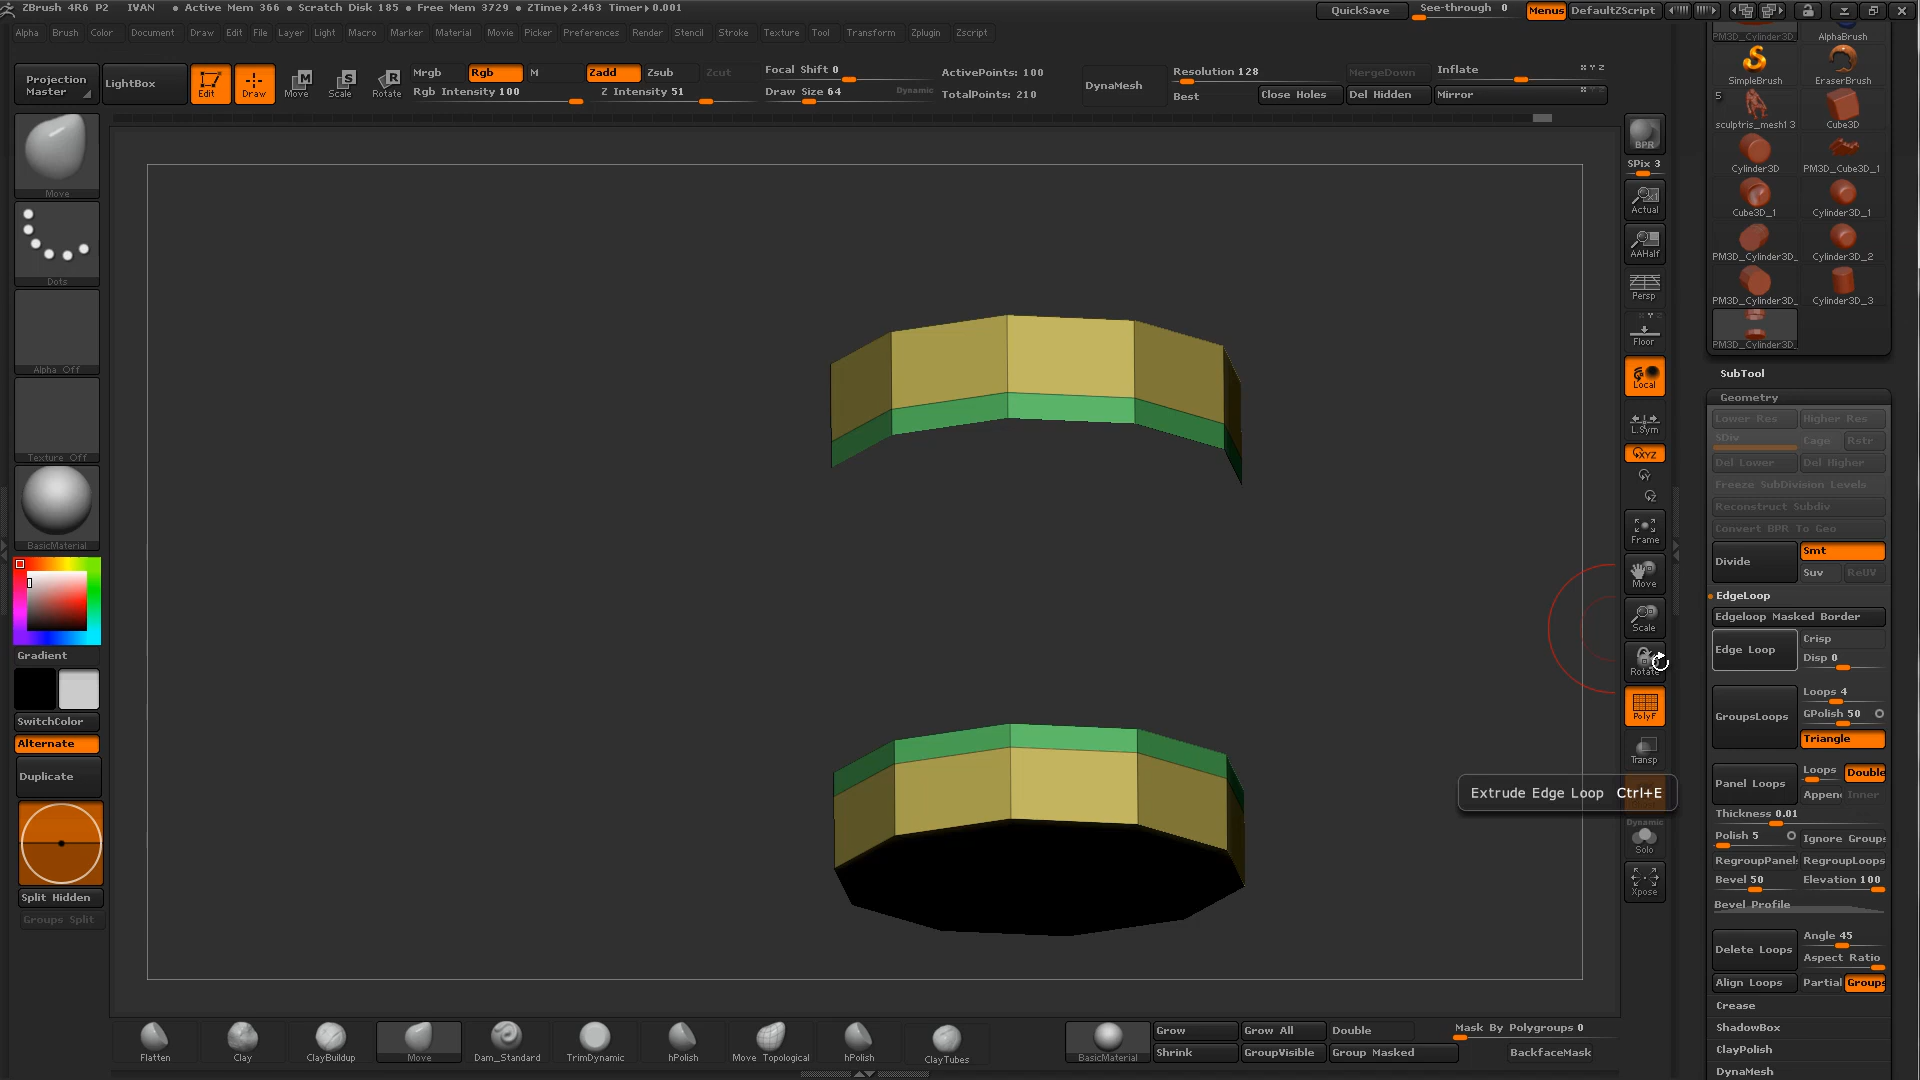 ZBrush 4R6 P2 IVAN • Active Mem 366 • Scratch Disk 185 • Free Mem 3729 • ZTime▸2.463 Timer▸0.001
QuickSave See-through 0 Menus DefaultZScript
Alpha Brush Color Document Draw Edit File Layer Light Macro Marker Material Movie Picker Preferences Render Stencil Stroke Texture Tool Transform Zplugin Zscript
Projection Master
LightBox
Edit
Draw
Move
Scale
Rotate
Mrgb Rgb M
Rgb Intensity 100
Zadd Zsub Zcut
Z Intensity 51
Focal Shift 0
Draw Size 64 Dynamic
ActivePoints: 100
TotalPoints: 210
DynaMesh
Resolution 128
Best Close Holes
MergeDown
Del Hidden
Inflate
Mirror
Move
Dots
Alpha Off
Texture Off
BasicMaterial
Gradient
SwitchColor
Alternate
Duplicate
Split Hidden
Groups Split
BPR
SPix 3
Actual
AAHalf
Persp
Floor
Local
L.Sym
XYZ
Y
Z
Frame
Move
Scale
Rotate
PolyF
Transp
Dynamic
Solo
Xpose
Extrude Edge Loop Ctrl+E
PM3D_Cylinder3D_ AlphaBrush
SimpleBrush EraserBrush
5
sculptris_mesh13 Cube3D
Cylinder3D PM3D_Cube3D_1
Cube3D_1 Cylinder3D_1
PM3D_Cylinder3D_ Cylinder3D_2
PM3D_Cylinder3D_ Cylinder3D_3
PM3D_Cylinder3D_
SubTool
Geometry
Lower Res Higher Res
SDiv Cage Rstr
Del Lower Del Higher
Freeze SubDivision Levels
Reconstruct Subdiv
Convert BPR To Geo
Divide Smt
Suv ReUV
EdgeLoop
Edgeloop Masked Border
Edge Loop Crisp
Disp 0
GroupsLoops Loops 4
GPolish 50
Triangle
Panel Loops Loops Double
Appen Inner
Thickness 0.01
Polish 5 Ignore Groups
RegroupPanel RegroupLoops
Bevel 50 Elevation 100
Bevel Profile
Delete Loops Angle 45
Aspect Ratio
Align Loops Partial Groups
Crease
ShadowBox
ClayPolish
DynaMesh
Flatten
Clay
ClayBuildup
Move
Dam_Standard
TrimDynamic
hPolish
Move Topological
hPolish
ClayTubes
BasicMaterial
Grow Grow All Double
Shrink GroupVisible Group Masked
Mask By Polygroups 0
BackfaceMask